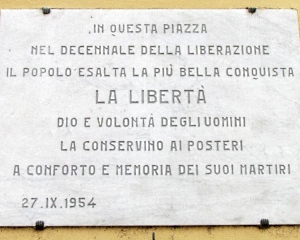 IN QUESTA PIAZZA
NEL DECENNALE DELLA LIBERAZIONE
IL POPOLO ESALTA LA PIÙ BELLA CONQUISTA
LA LIBERTÀ
DIO E VOLONTÀ DEGLI UOMINI
LA CONSERVINO AI POSTERI
A CONFORTO E MEMORIA DEI SUOI MARTIRI
27.IX.1954